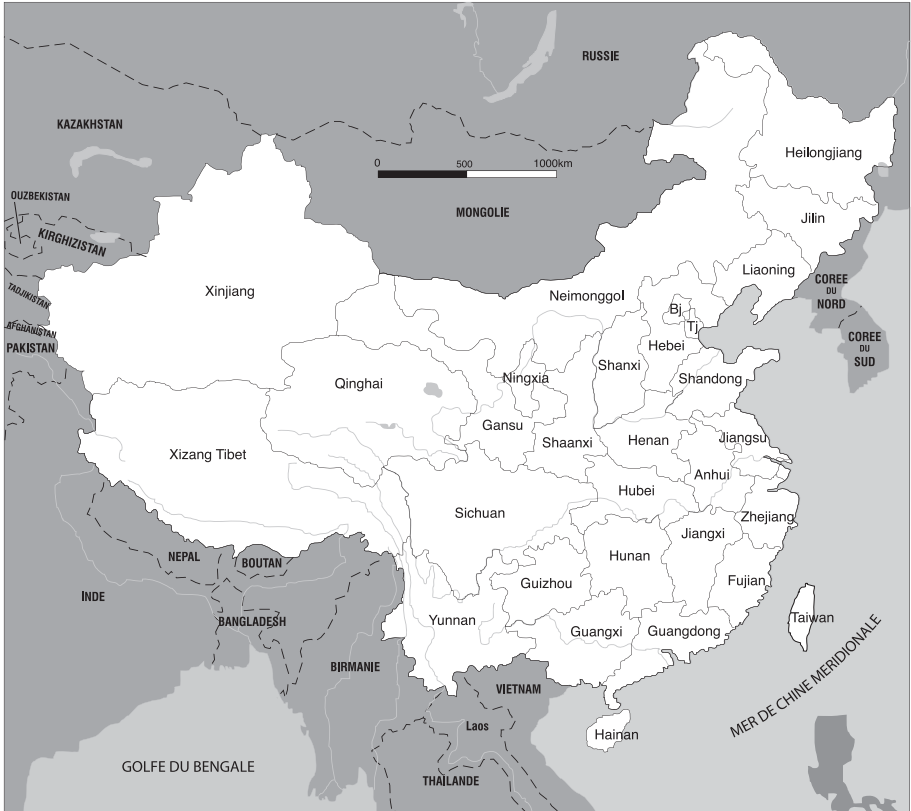 RUSSIE
KAZAKHSTAN
Heilongjiang
0 500 1000km
OUZBEKISTAN
MONGOLIE
Jilin
KIRGHIZISTAN
Liaoning
COREE
DU
NORD
TADJIKISTAN
Xinjiang
Neimonggol
Bj
Tj
AFGHANISTAN
PAKISTAN
Hebei
COREE
DU
SUD
Shanxi
Qinghai
Ningxia
Shandong
Gansu
Shaanxi
Henan
Jiangsu
Xizang Tibet
Anhui
Hubei
Sichuan
Zhejiang
Jiangxi
Hunan
NEPAL
BOUTAN
Guizhou
Fujian
INDE
BANGLADESH
Yunnan
Guangxi
Guangdong
Taiwan
BIRMANIE
VIETNAM
MER DE CHINE MERIDIONALE
Laos
Hainan
GOLFE DU BENGALE
THAILANDE